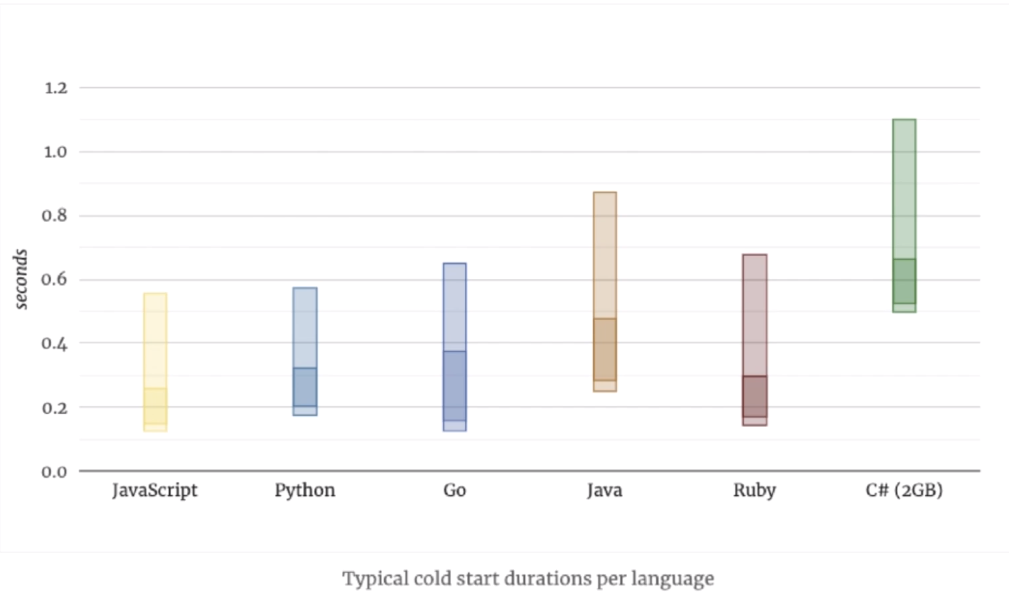 1.2
1.0
0.8
0.6
0.4
0.2
0.0
seconds
JavaScript Python Go Java Ruby C# (2GB)
Typical cold start durations per language